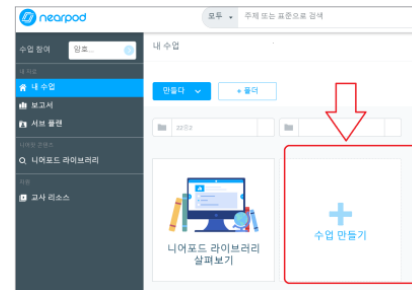 nearpod
모두
주제 또는 표준으로 검색
수업 참여
암호...
내 수업
내 수업
보고서
서브 플랜
니어포드 라이브러리
교사 리소스
만들다
+ 폴더
니어포드 라이브러리
살펴보기
수업 만들기